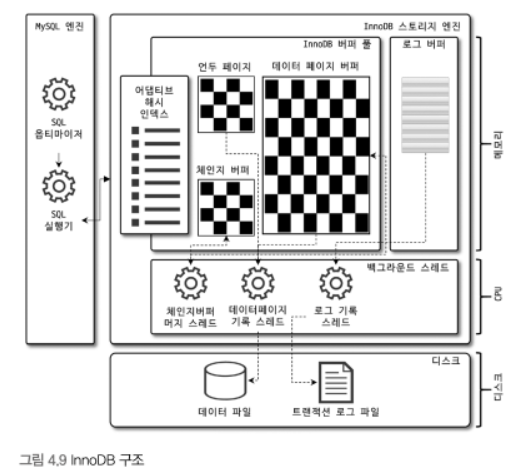 MySQL 엔진
InnoDB 스토리지 엔진
InnoDB 버퍼 풀
로그 버퍼
언두 페이지
데이터 페이지 버퍼
어댑티브
해시
인덱스
SQL
옵티마이저
체인지 버퍼
SQL
실행기
메모리
백그라운드 스레드
체인지버퍼
머지 스레드
데이터페이지
기록 스레드
로그 기록
스레드
CPU
디스크
데이터 파일
트랜잭션 로그 파일
디스크
그림 4.9 InnoDB 구조